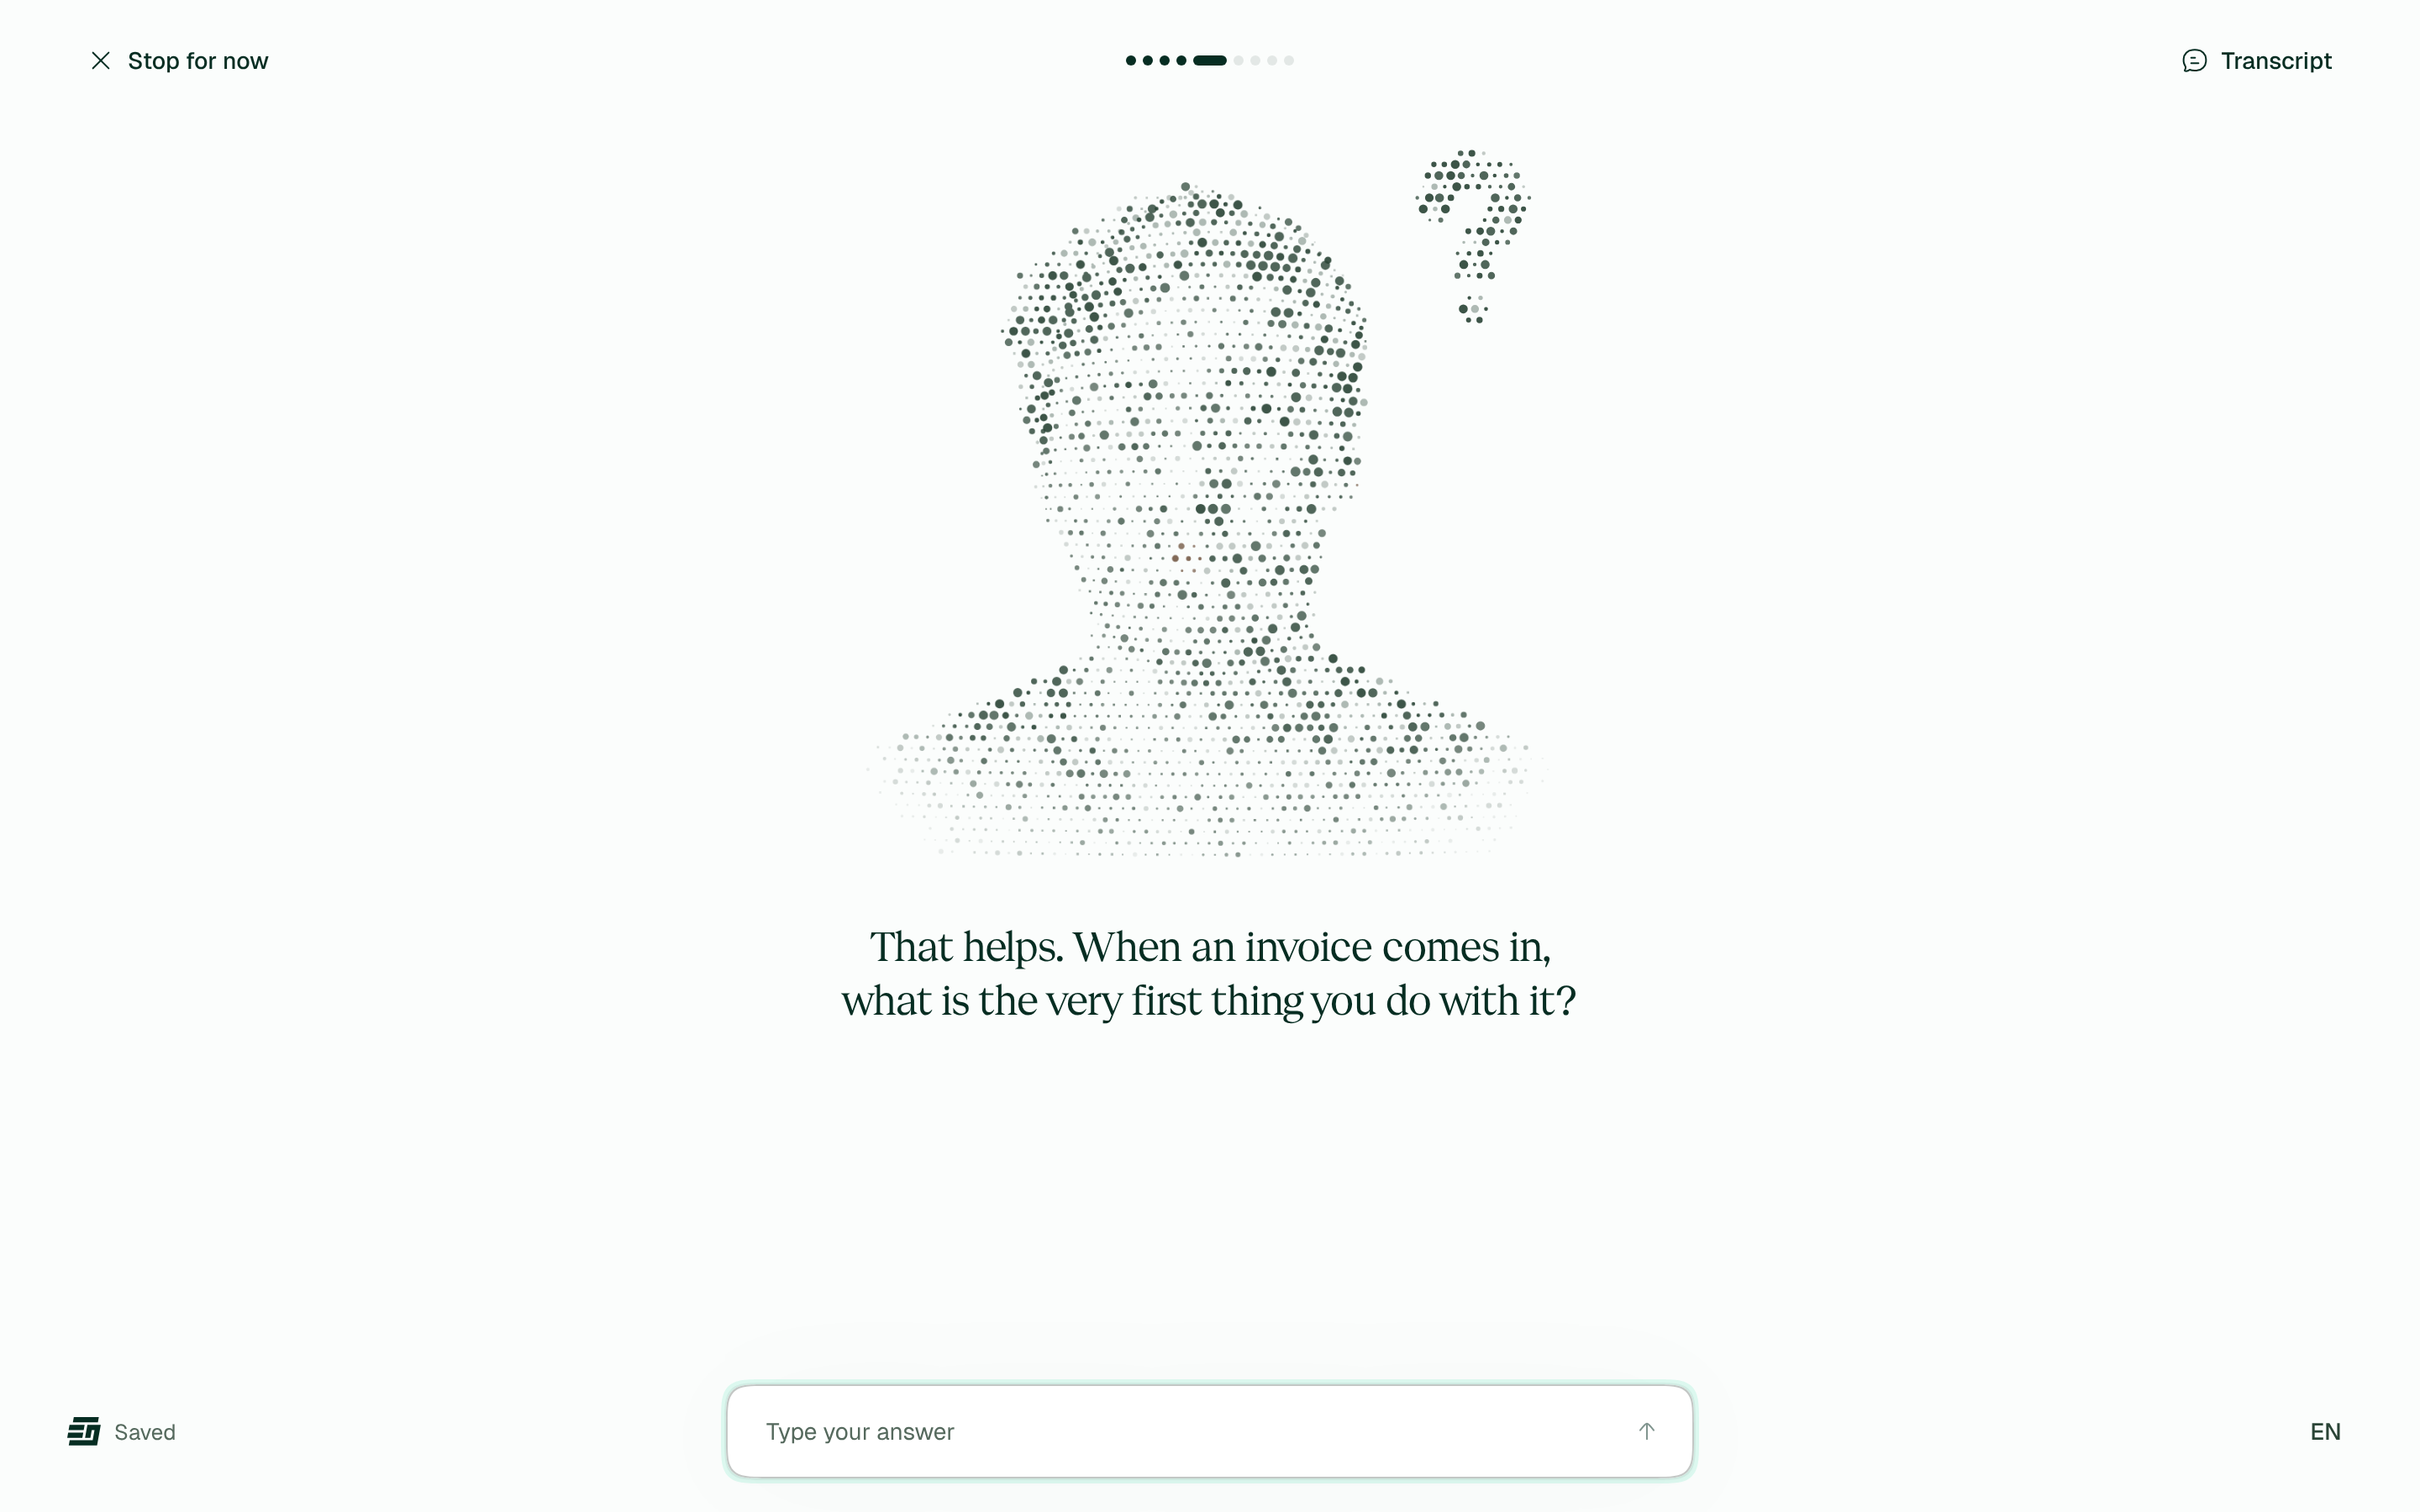 Stop for now
Transcript
?
That helps. When an invoice comes in,
what is the very first thing you do with it?
Type your answer
Saved
EN